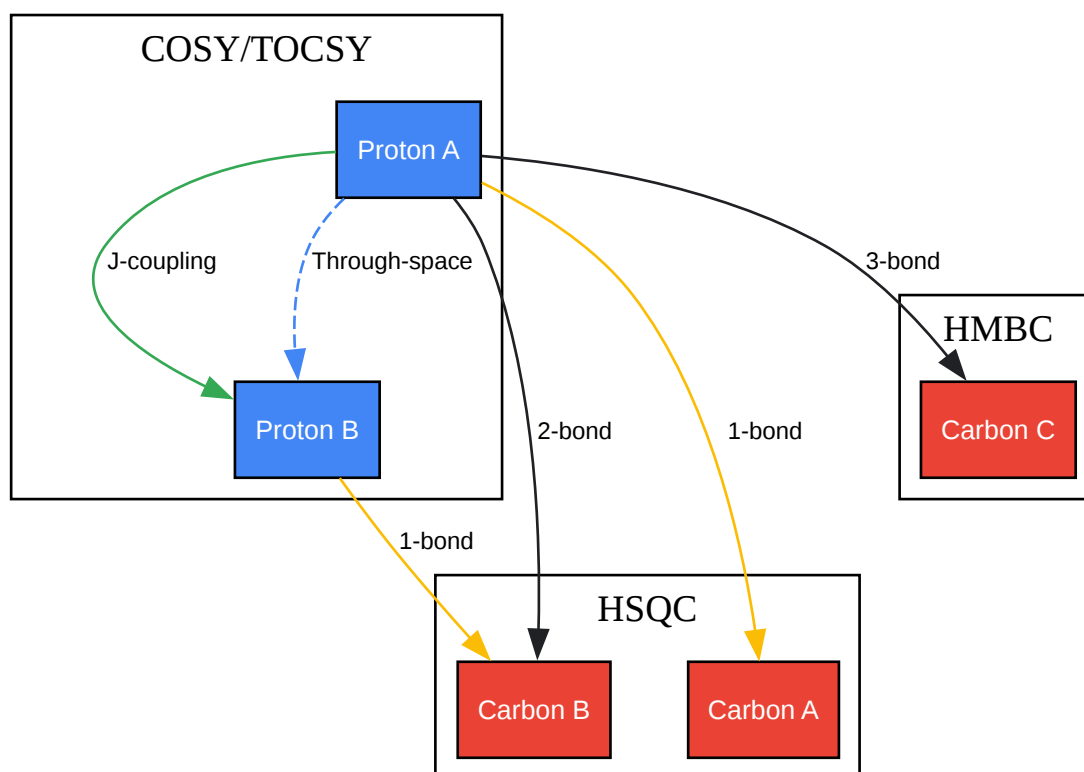 COSY/TOCSY
Proton A
J-coupling
Through-space
3-bond
HMBC
Proton B
2-bond
1-bond
Carbon C
1-bond
HSQC
Carbon B
Carbon A